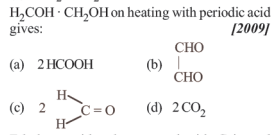 H₂COH · CH₂OH on heating with periodic acid
gives: [2009]
(a) 2 HCOOH (b) CHO
|
CHO
(c) 2 H
C = O
H
(d) 2 CO₂